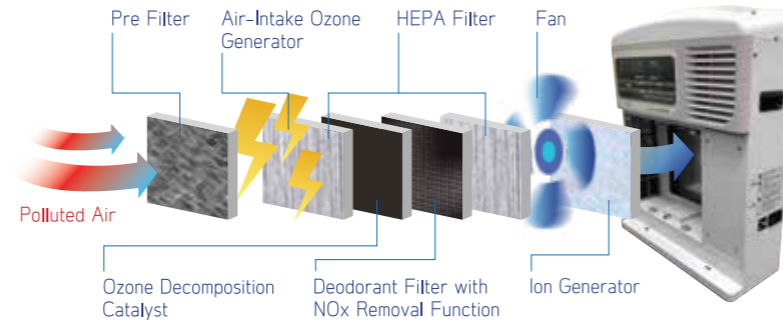 Pre Filter
Air-Intake Ozone
Generator
HEPA Filter
Fan
Polluted Air
Ozone Decomposition
Catalyst
Deodorant Filter with
NOx Removal Function
Ion Generator